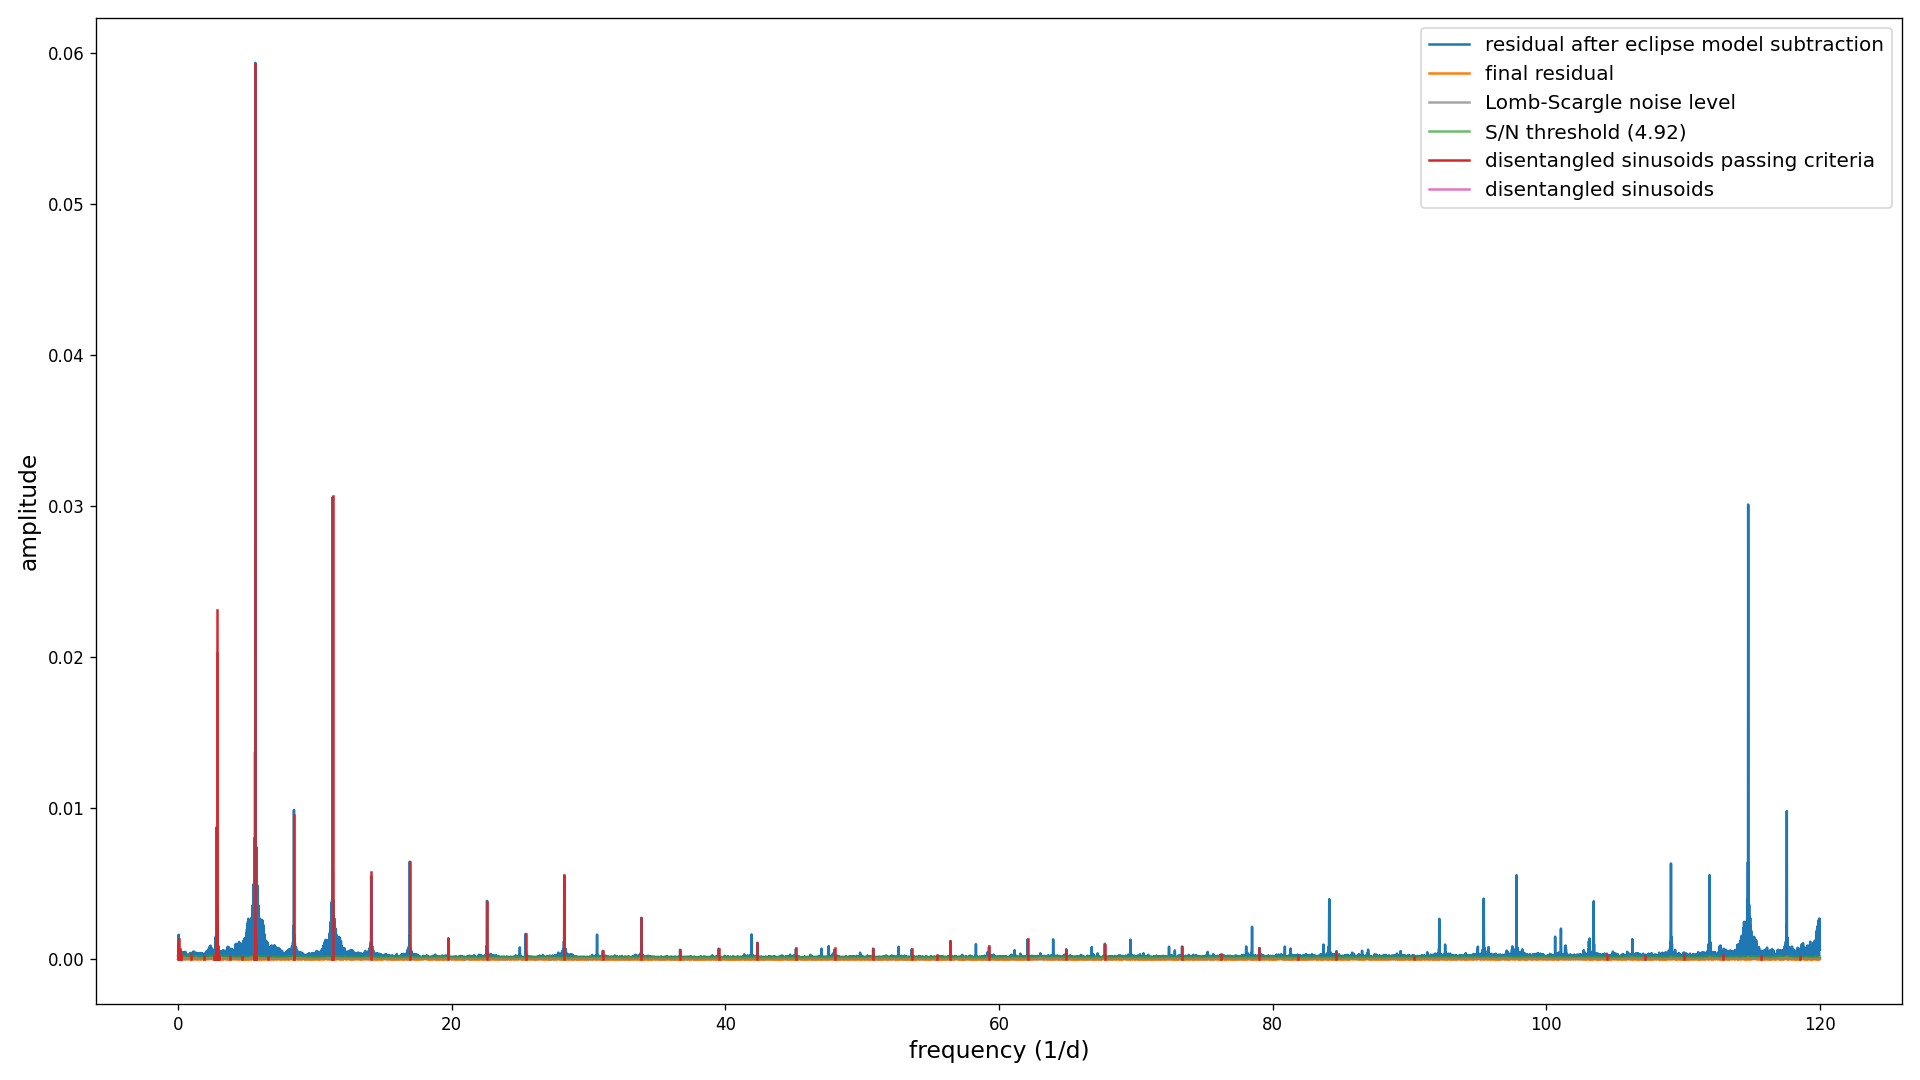 0.06
0.05
0.04
0.03
0.02
0.01
0.00
amplitude
0 20 40 60 80 100 120
frequency (1/d)
residual after eclipse model subtraction
final residual
Lomb-Scargle noise level
S/N threshold (4.92)
disentangled sinusoids passing criteria
disentangled sinusoids